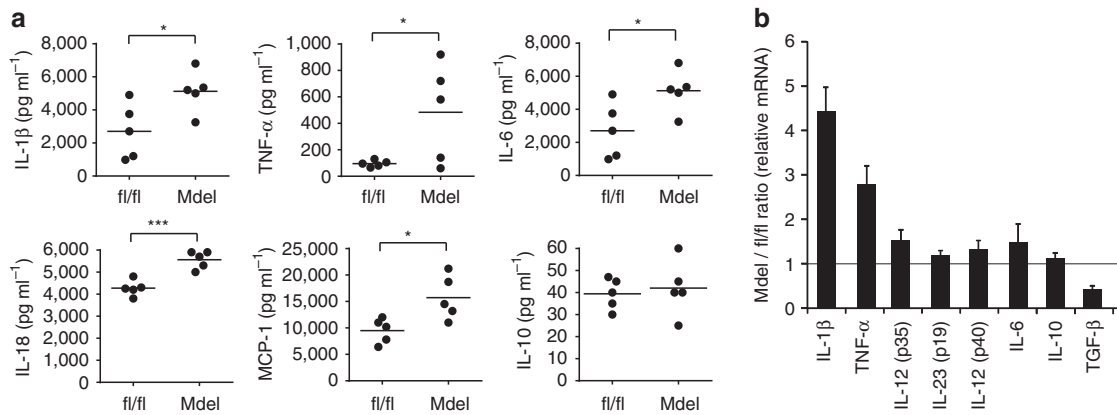 a
IL-1β (pg ml⁻¹)
8,000
6,000
4,000
2,000
0
*
fl/fl Mdel
TNF-α (pg ml⁻¹)
1,000
800
600
400
200
0
*
fl/fl Mdel
IL-6 (pg ml⁻¹)
8,000
6,000
4,000
2,000
0
*
fl/fl Mdel
IL-18 (pg ml⁻¹)
6,000
5,000
4,000
3,000
2,000
1,000
0
***
fl/fl Mdel
MCP-1 (pg ml⁻¹)
25,000
20,000
15,000
10,000
5,000
0
*
fl/fl Mdel
IL-10 (pg ml⁻¹)
60
50
40
30
20
10
0
fl/fl Mdel
b
Mdel / fl/fl ratio (relative mRNA)
6
5
4
3
2
1
0
IL-1β
TNF-α
IL-12 (p35)
IL-23 (p19)
IL-12 (p40)
IL-6
IL-10
TGF-β